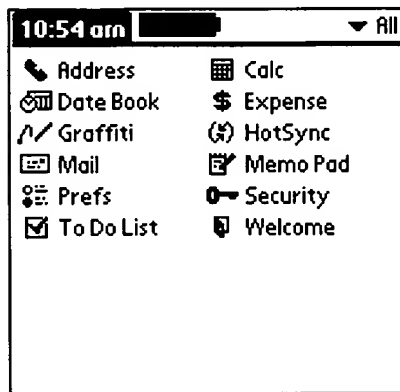 10:54 am All
Address Calc
Date Book Expense
Graffiti HotSync
Mail Memo Pad
Prefs Security
To Do List Welcome